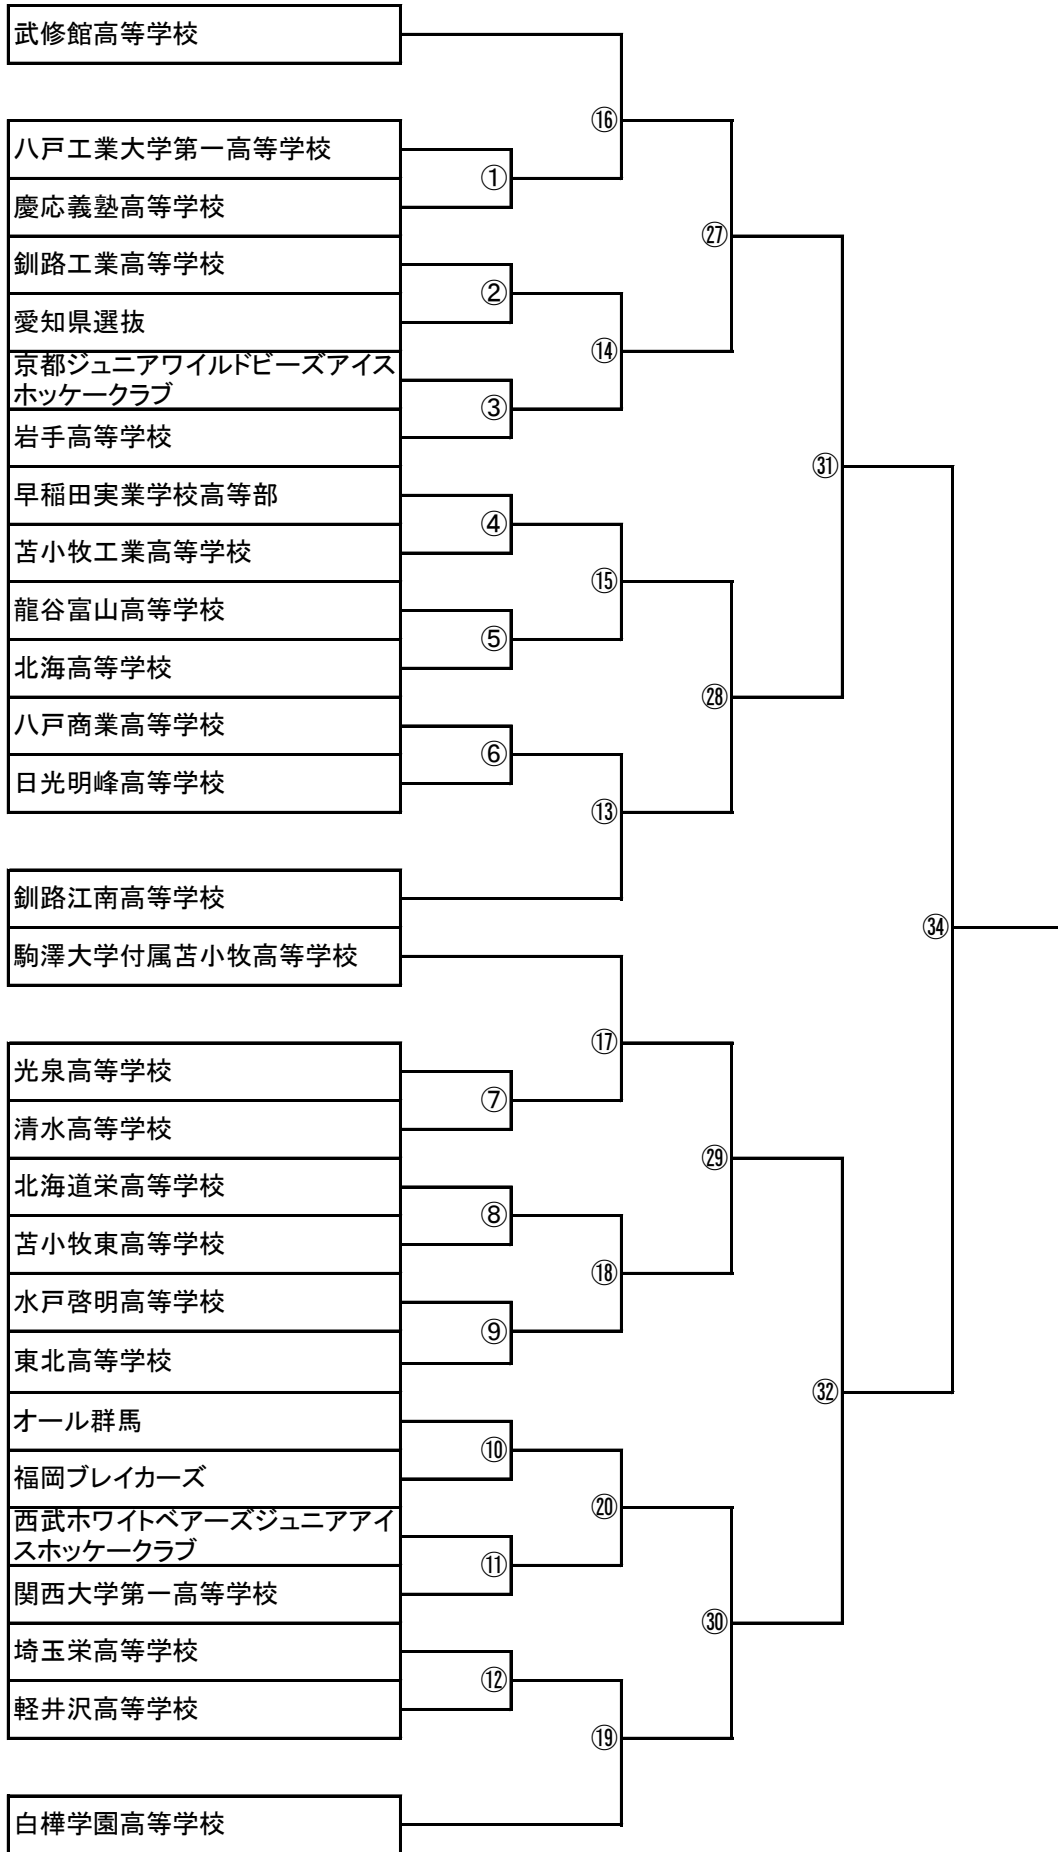 武修館高等学校
⑯
八戸工業大学第一高等学校
①
慶応義塾高等学校
㉗
釧路工業高等学校
②
愛知県選抜
⑭
京都ジュニアワイルドビーズアイス
ホッケークラブ
③
岩手高等学校
㉛
早稲田実業学校高等部
④
苫小牧工業高等学校
⑮
龍谷富山高等学校
⑤
北海高等学校
㉘
八戸商業高等学校
⑥
日光明峰高等学校
⑬
釧路江南高等学校
㉞
駒澤大学付属苫小牧高等学校
⑰
光泉高等学校
⑦
清水高等学校
㉙
北海道栄高等学校
⑧
苫小牧東高等学校
⑱
水戸啓明高等学校
⑨
東北高等学校
㉜
オール群馬
⑩
福岡ブレイカーズ
⑳
西武ホワイトベアーズジュニアアイ
スホッケークラブ
⑪
関西大学第一高等学校
㉚
埼玉栄高等学校
⑫
軽井沢高等学校
⑲
白樺学園高等学校